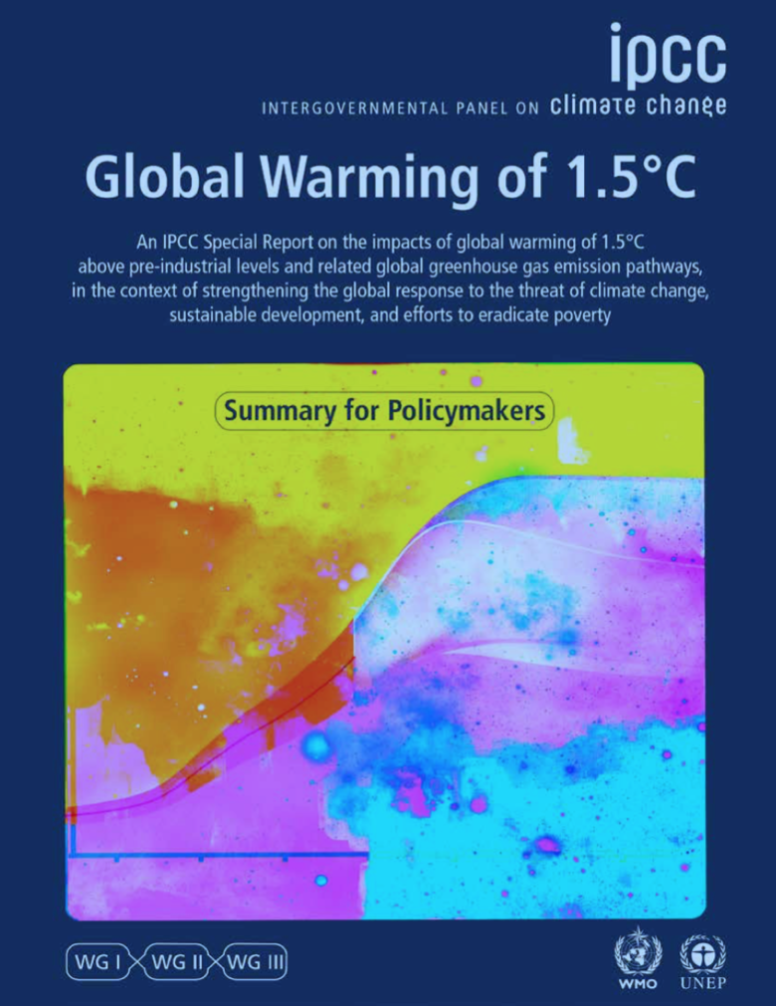 ipcc
INTERGOVERNMENTAL PANEL ON climate change
Global Warming of 1.5°C
An IPCC Special Report on the impacts of global warming of 1.5°C
above pre-industrial levels and related global greenhouse gas emission pathways,
in the context of strengthening the global response to the threat of climate change,
sustainable development, and efforts to eradicate poverty
Summary for Policymakers
WG I WG II WG III
WMO UNEP